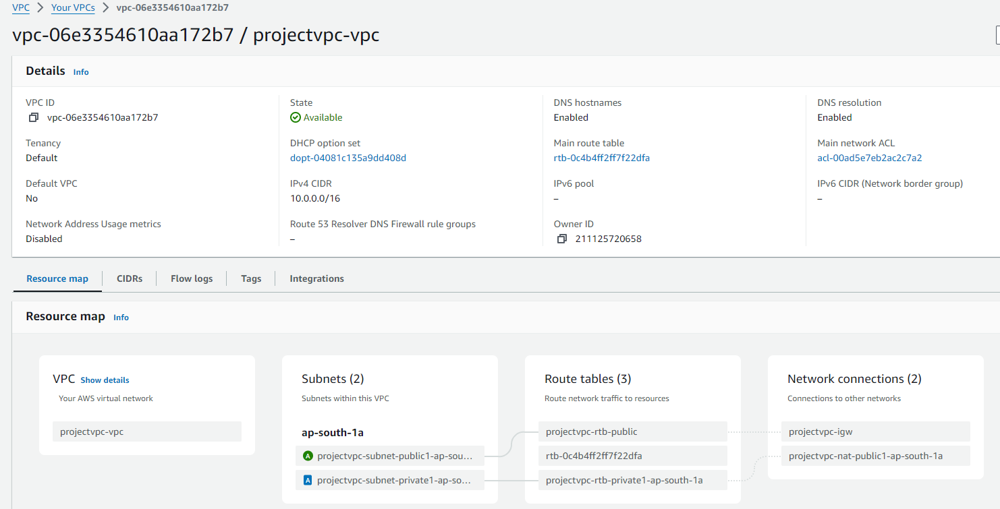 VPC > Your VPCs > vpc-06e3354610aa172b7
vpc-06e3354610aa172b7 / projectvpc-vpc
Details Info
VPC ID
vpc-06e3354610aa172b7
State
Available
DNS hostnames
Enabled
DNS resolution
Enabled
Tenancy
Default
DHCP option set
dopt-04081c135a9dd408d
Main route table
rtb-0c4b4ff2ff7f22dfa
Main network ACL
acl-00ad5e7eb2ac2c7a2
Default VPC
No
IPv4 CIDR
10.0.0.0/16
IPv6 pool
–
IPv6 CIDR (Network border group)
–
Network Address Usage metrics
Disabled
Route 53 Resolver DNS Firewall rule groups
–
Owner ID
211125720658
Resource map CIDRs Flow logs Tags Integrations
Resource map Info
VPC Show details
Your AWS virtual network
projectvpc-vpc
Subnets (2)
Subnets within this VPC
ap-south-1a
A projectvpc-subnet-public1-ap-sou...
A projectvpc-subnet-private1-ap-so...
Route tables (3)
Route network traffic to resources
projectvpc-rtb-public
rtb-0c4b4ff2ff7f22dfa
projectvpc-rtb-private1-ap-south-1a
Network connections (2)
Connections to other networks
projectvpc-igw
projectvpc-nat-public1-ap-south-1a